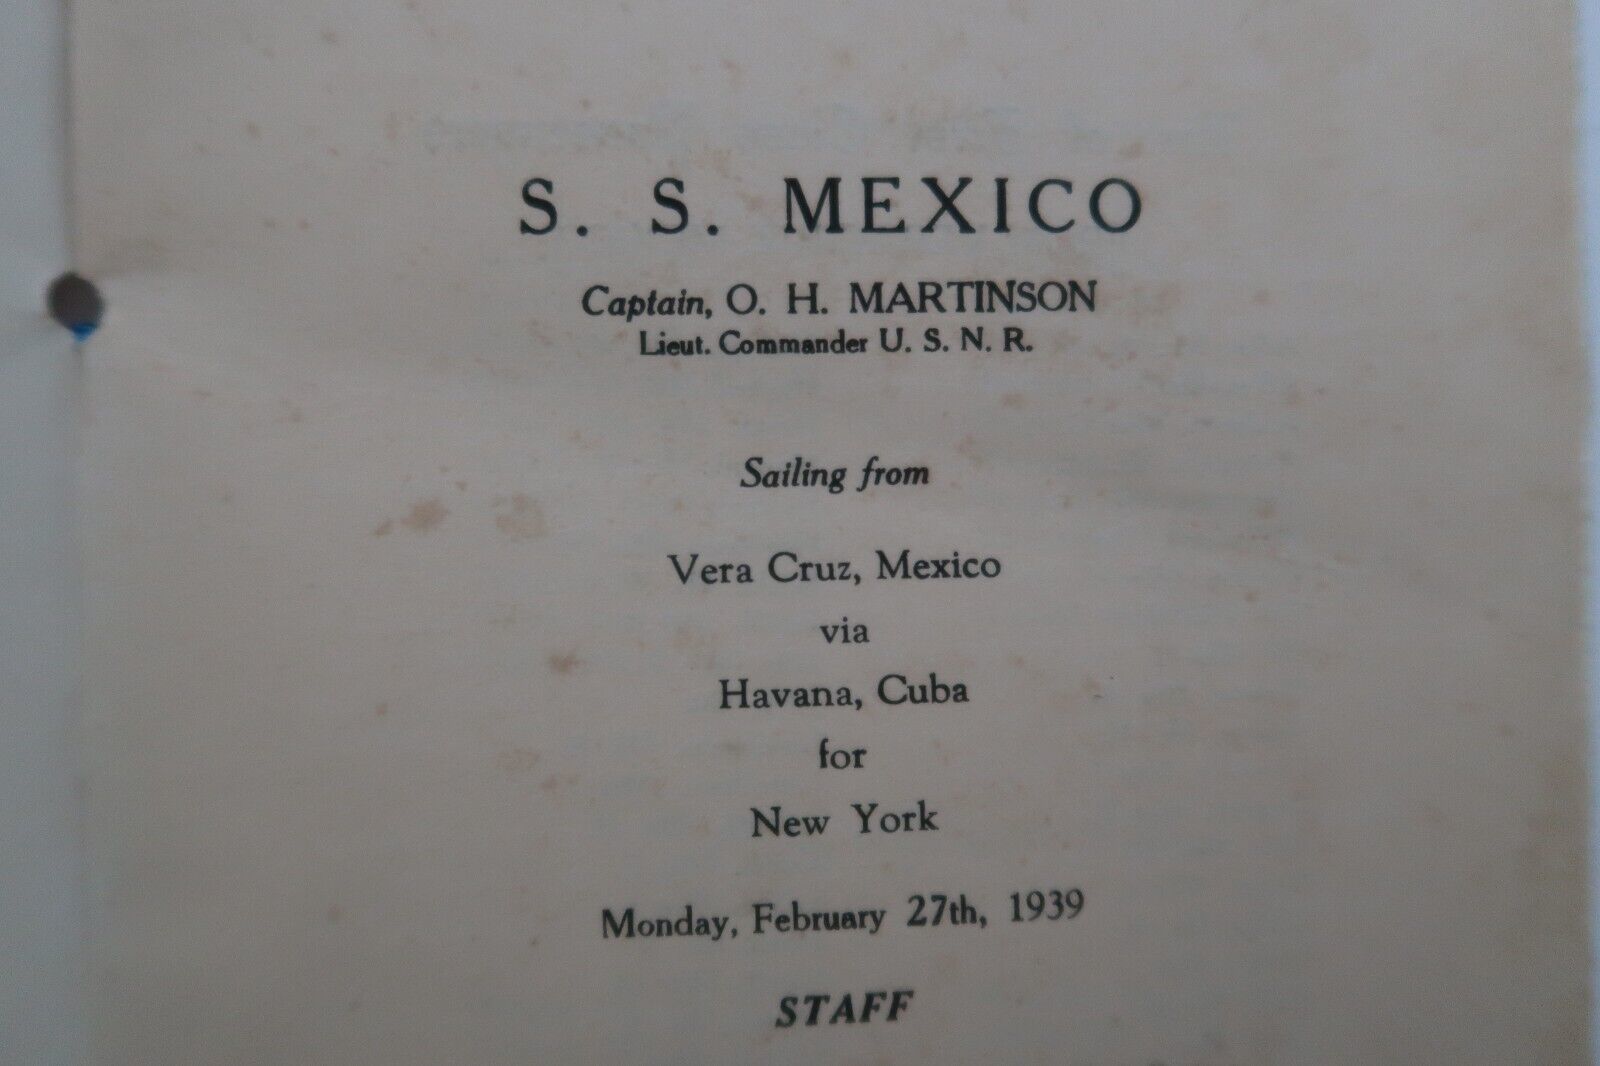 S. S. MEXICO
Captain, O. H. MARTINSON
Lieut. Commander U. S. N. R.
Sailing from
Vera Cruz, Mexico
via
Havana, Cuba
for
New York
Monday, February 27th, 1939
STAFF